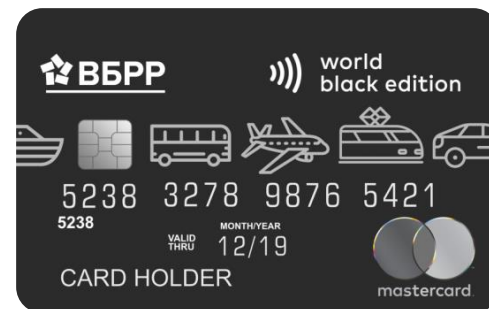 ВБРР
world
black edition
5238 3278 9876 5421
5238
VALID
THRU
MONTH/YEAR
12/19
CARD HOLDER
mastercard.